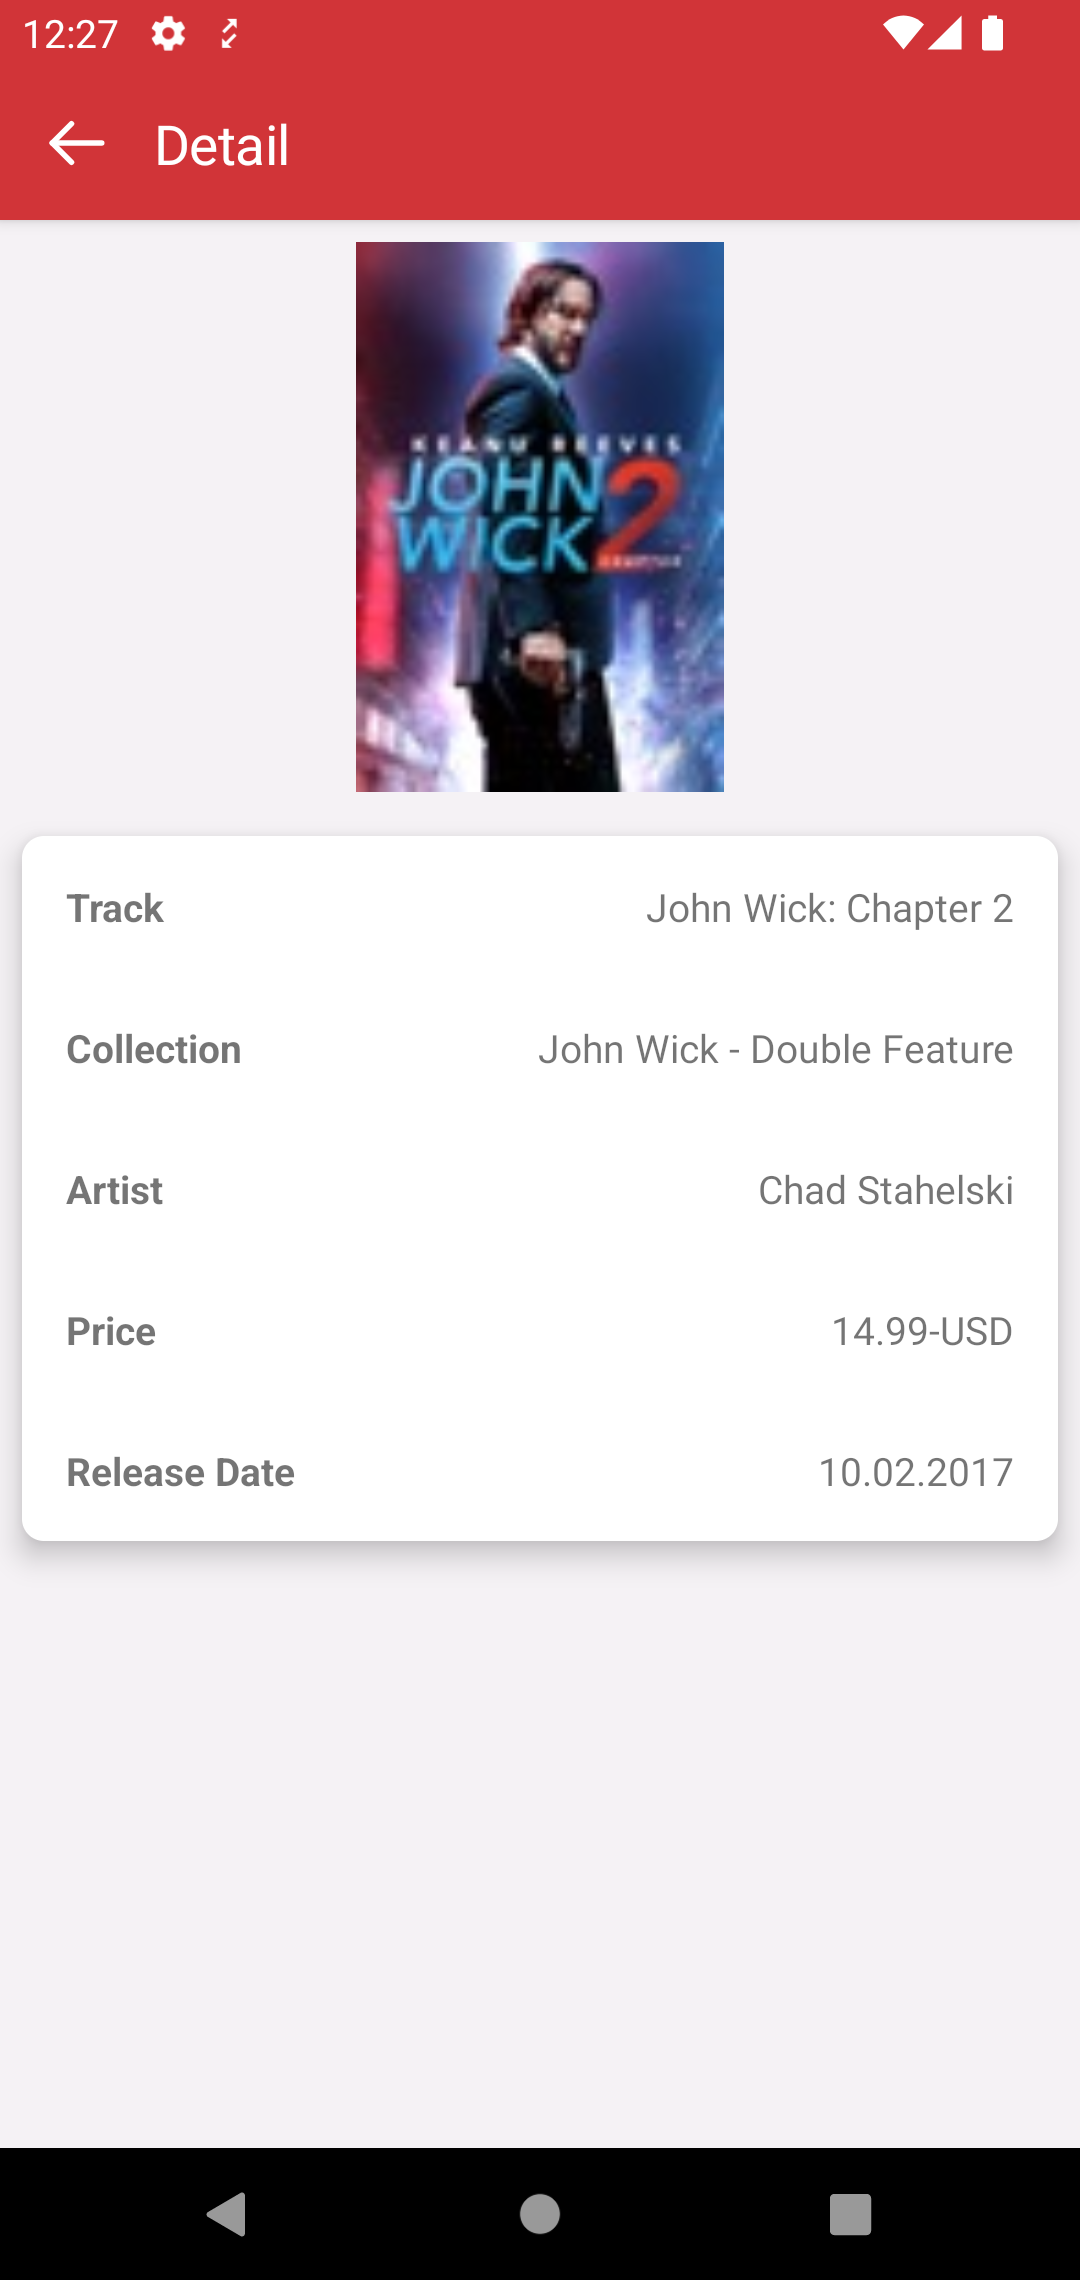 12:27
Detail
KEANU REEVES
JOHN
WICK 2
Track
John Wick: Chapter 2
Collection
John Wick - Double Feature
Artist
Chad Stahelski
Price
14.99-USD
Release Date
10.02.2017